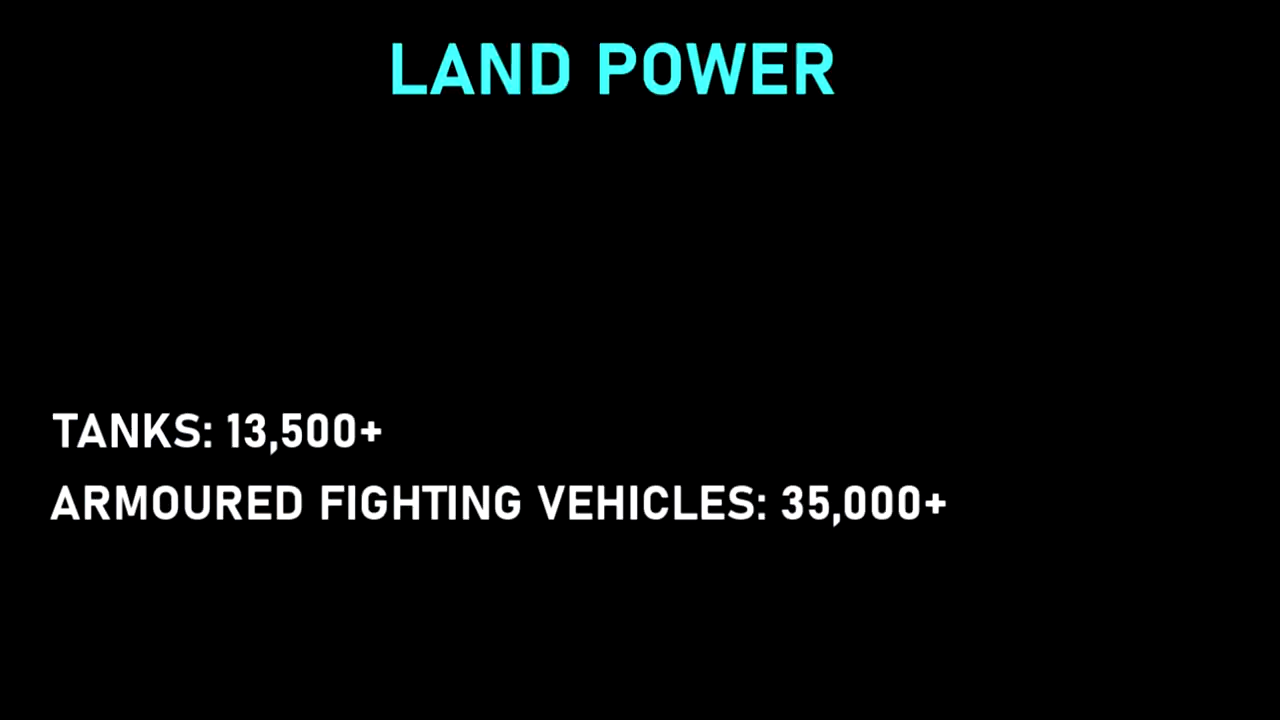 LAND POWER
TANKS: 13,500+
ARMOURED FIGHTING VEHICLES: 35,000+